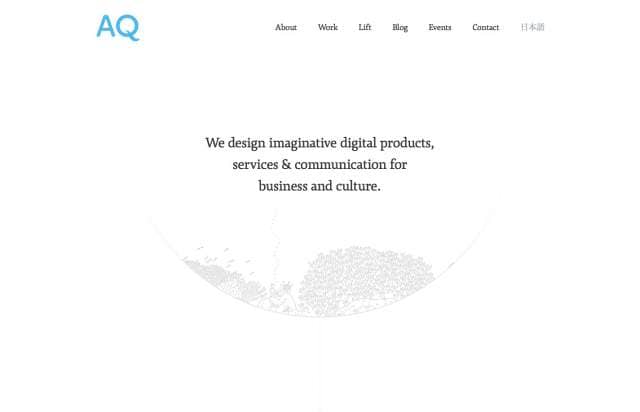 AQ
About Work Lift Blog Events Contact 日本語
We design imaginative digital products,
services & communication for
business and culture.